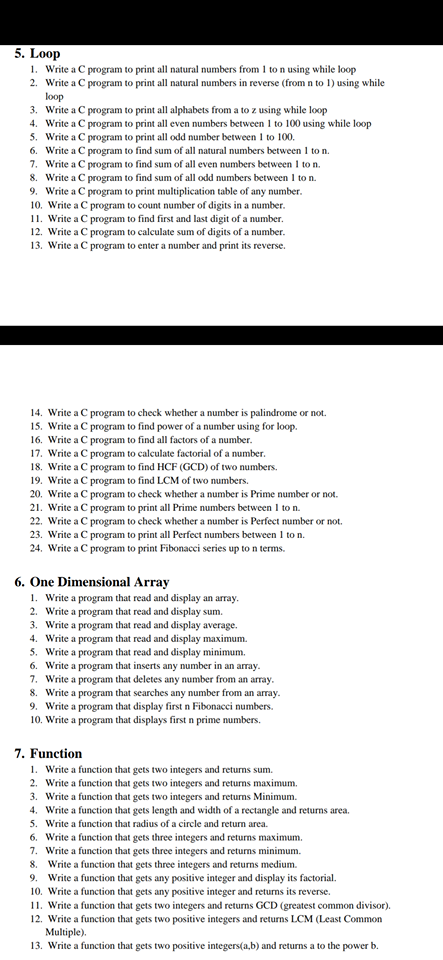 5. Loop
1. Write a C program to print all natural numbers from 1 to n using while loop
2. Write a C program to print all natural numbers in reverse (from n to 1) using while
loop
3. Write a C program to print all alphabets from a to z using while loop
4. Write a C program to print all even numbers between 1 to 100 using while loop
5. Write a C program to print all odd number between 1 to 100.
6. Write a C program to find sum of all natural numbers between 1 to n.
7. Write a C program to find sum of all even numbers between 1 to n.
8. Write a C program to find sum of all odd numbers between 1 to n.
9. Write a C program to print multiplication table of any number.
10. Write a C program to count number of digits in a number.
11. Write a C program to find first and last digit of a number.
12. Write a C program to calculate sum of digits of a number.
13. Write a C program to enter a number and print its reverse.
14. Write a C program to check whether a number is palindrome or not.
15. Write a C program to find power of a number using for loop.
16. Write a C program to find all factors of a number.
17. Write a C program to calculate factorial of a number.
18. Write a C program to find HCF (GCD) of two numbers.
19. Write a C program to find LCM of two numbers.
20. Write a C program to check whether a number is Prime number or not.
21. Write a C program to print all Prime numbers between 1 to n.
22. Write a C program to check whether a number is Perfect number or not.
23. Write a C program to print all Perfect numbers between 1 to n.
24. Write a C program to print Fibonacci series up to n terms.
6. One Dimensional Array
1. Write a program that read and display an array.
2. Write a program that read and display sum.
3. Write a program that read and display average.
4. Write a program that read and display maximum.
5. Write a program that read and display minimum.
6. Write a program that inserts any number in an array.
7. Write a program that deletes any number from an array.
8. Write a program that searches any number from an array.
9. Write a program that display first n Fibonacci numbers.
10. Write a program that displays first n prime numbers.
7. Function
1. Write a function that gets two integers and returns sum.
2. Write a function that gets two integers and returns maximum.
3. Write a function that gets two integers and returns Minimum.
4. Write a function that gets length and width of a rectangle and returns area.
5. Write a function that radius of a circle and return area.
6. Write a function that gets three integers and returns maximum.
7. Write a function that gets three integers and returns minimum.
8. Write a function that gets three integers and returns medium.
9. Write a function that gets any positive integer and display its factorial.
10. Write a function that gets any positive integer and returns its reverse.
11. Write a function that gets two integers and returns GCD (greatest common divisor).
12. Write a function that gets two positive integers and returns LCM (Least Common
Multiple).
13. Write a function that gets two positive integers(a,b) and returns a to the power b.